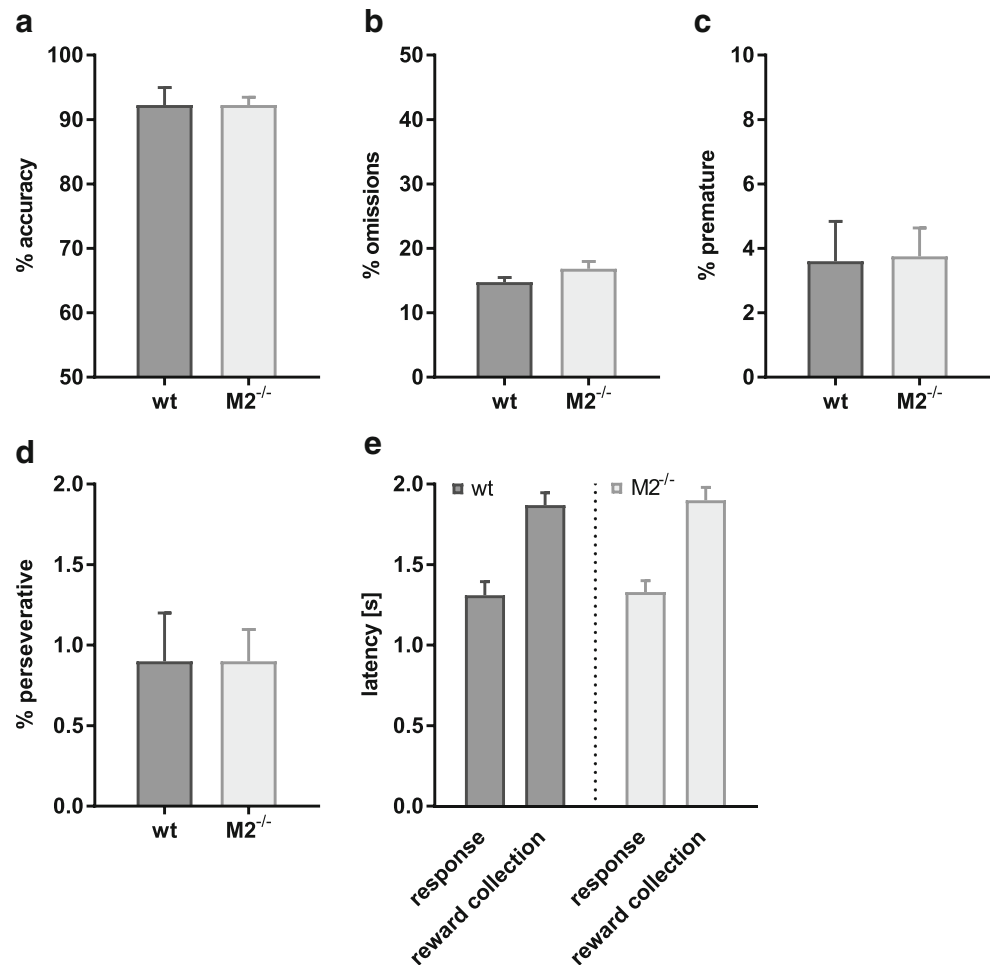 a
100
90
80
70
60
50
% accuracy
wt
M2-/-
b
50
40
30
20
10
0
% omissions
wt
M2-/-
c
10
8
6
4
2
0
% premature
wt
M2-/-
d
2.0
1.5
1.0
0.5
0.0
% perseverative
wt
M2-/-
e
2.0
1.5
1.0
0.5
0.0
latency [s]
wt
M2-/-
response
reward collection
response
reward collection